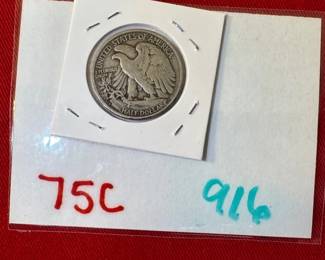 UNITED STATES OF AMERICA
HALF DOLLAR
75C 916